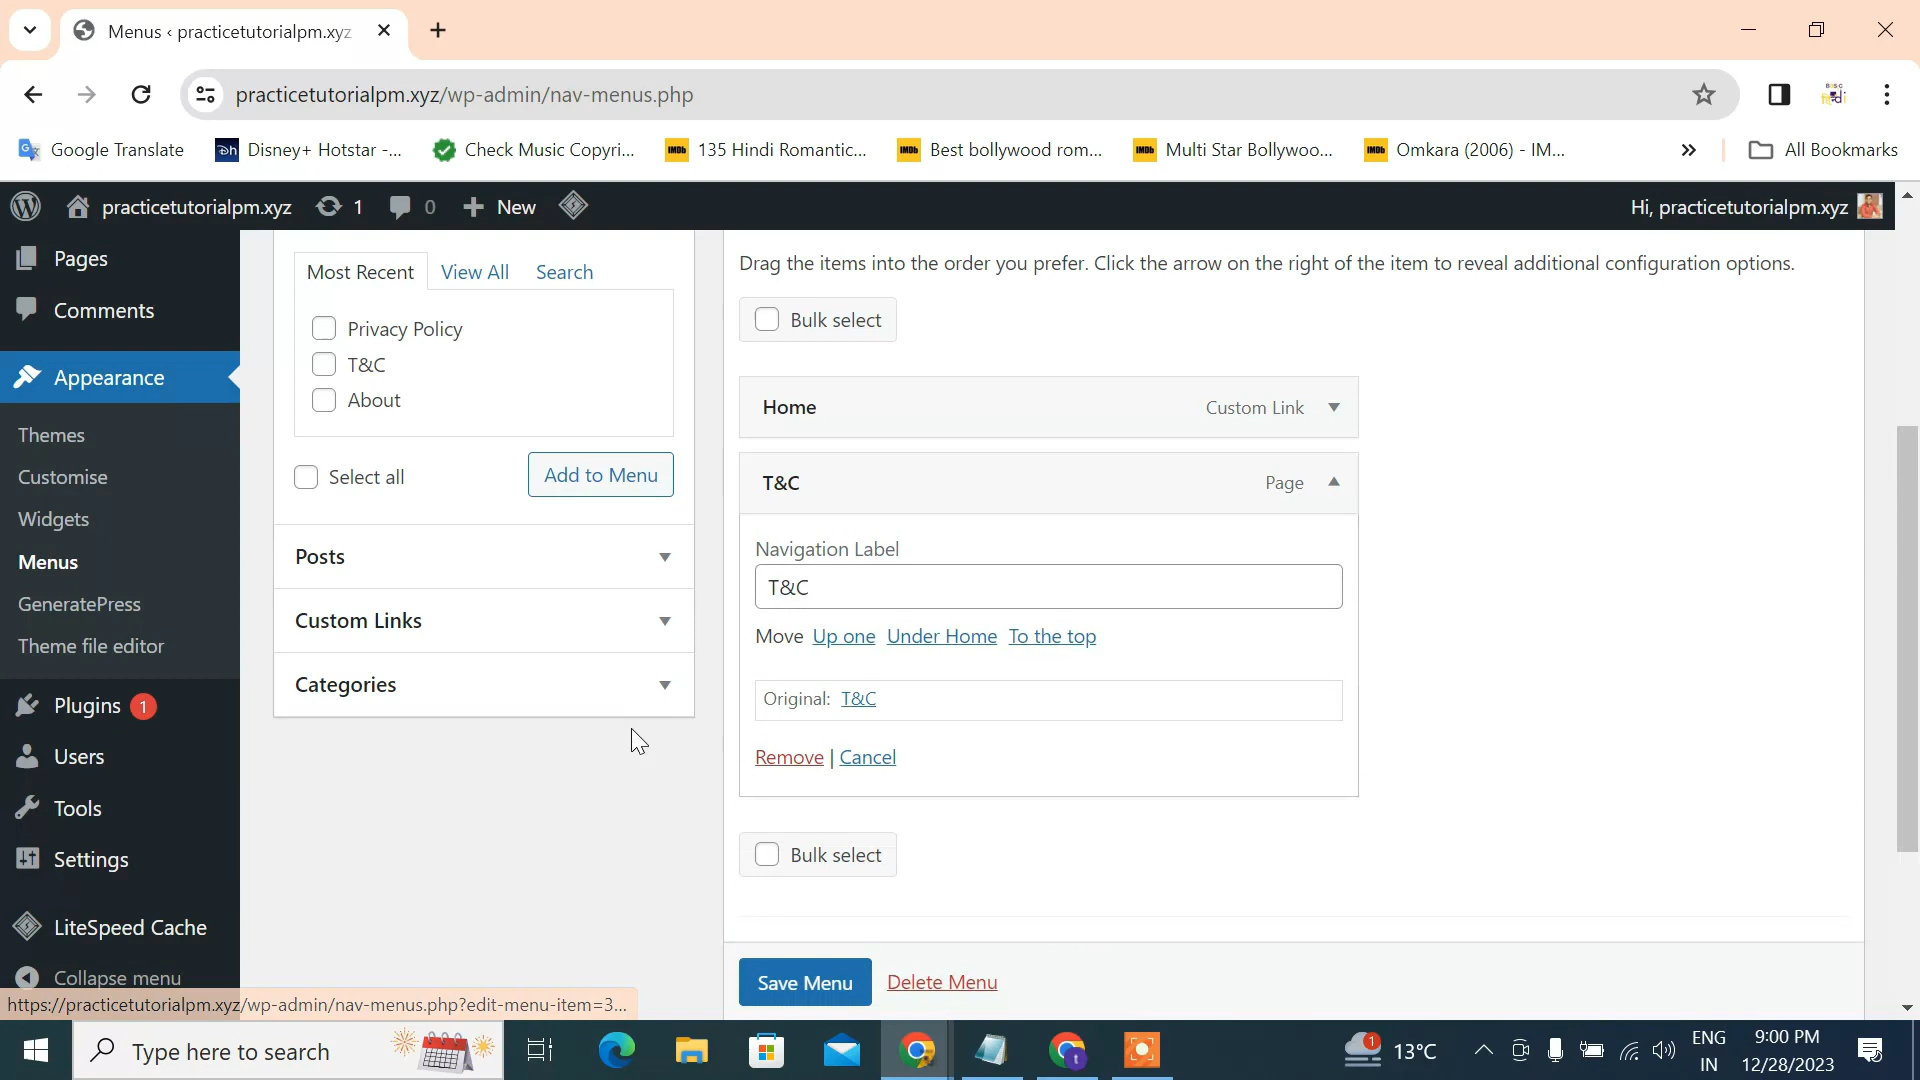 Menus ‹ practicetutorialpm.xyz
practicetutorialpm.xyz/wp-admin/nav-menus.php
Google Translate
Disney+ Hotstar -...
Check Music Copyri...
135 Hindi Romantic...
Best bollywood rom...
Multi Star Bollywoo...
Omkara (2006) - IM...
»
All Bookmarks
practicetutorialpm.xyz
1
0
New
Hi, practicetutorialpm.xyz
Pages
Comments
Appearance
Themes
Customise
Widgets
Menus
GeneratePress
Theme file editor
Plugins 1
Users
Tools
Settings
LiteSpeed Cache
Collapse menu
Most Recent
View All
Search
Privacy Policy
T&C
About
Select all
Add to Menu
Posts
Custom Links
Categories
Drag the items into the order you prefer. Click the arrow on the right of the item to reveal additional configuration options.
Bulk select
Home
Custom Link
T&C
Page
Navigation Label
T&C
Move Up one Under Home To the top
Original: T&C
Remove | Cancel
Bulk select
Save Menu
Delete Menu
https://practicetutorialpm.xyz/wp-admin/nav-menus.php?edit-menu-item=3...
Type here to search
1
13°C
ENG
IN
9:00 PM
12/28/2023